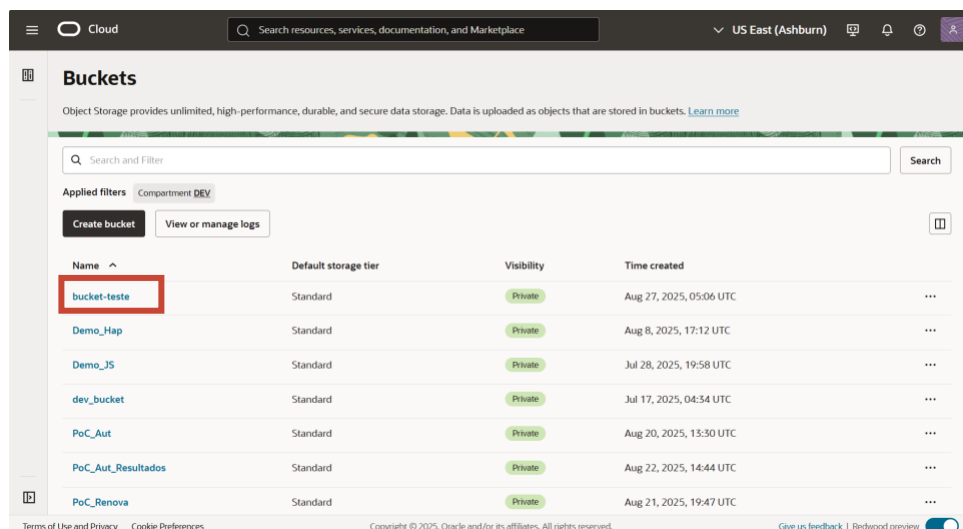 Cloud
Search resources, services, documentation, and Marketplace
US East (Ashburn)
Buckets
Object Storage provides unlimited, high-performance, durable, and secure data storage. Data is uploaded as objects that are stored in buckets. Learn more
Search and Filter
Search
Applied filters Compartment DEV
Create bucket View or manage logs
Name Default storage tier Visibility Time created
bucket-teste Standard Private Aug 27, 2025, 05:06 UTC
Demo_Hap Standard Private Aug 8, 2025, 17:12 UTC
Demo_JS Standard Private Jul 28, 2025, 19:58 UTC
dev_bucket Standard Private Jul 17, 2025, 04:34 UTC
PoC_Aut Standard Private Aug 20, 2025, 13:30 UTC
PoC_Aut_Resultados Standard Private Aug 22, 2025, 14:44 UTC
PoC_Renova Standard Private Aug 21, 2025, 19:47 UTC
Terms of Use and Privacy Cookie Preferences Copyright © 2025, Oracle and/or its affiliates. All rights reserved. Give us feedback | Redwood preview